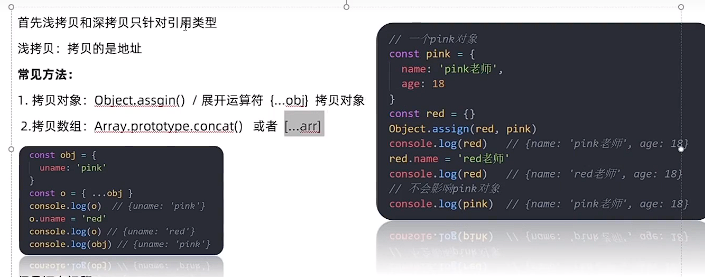 首先浅拷贝和深拷贝只针对引用类型
浅拷贝：拷贝的是地址
常见方法：
1. 拷贝对象：Object.assgin() / 展开运算符 {...obj} 拷贝对象
2.拷贝数组：Array.prototype.concat() 或者 [...arr]
const obj = {
uname: 'pink'
}
const o = { ...obj }
console.log(o) // {uname: 'pink'}
o.uname = 'red'
console.log(o) // {uname: 'red'}
console.log(obj) // {uname: 'pink'}
// 一个pink对象
const pink = {
name: 'pink老师',
age: 18
}
const red = {}
Object.assign(red, pink)
console.log(red) // {name: 'pink老师', age: 18}
red.name = 'red老师'
console.log(red) // {name: 'red老师', age: 18}
// 不会影响pink对象
console.log(pink) // {name: 'pink老师', age: 18}